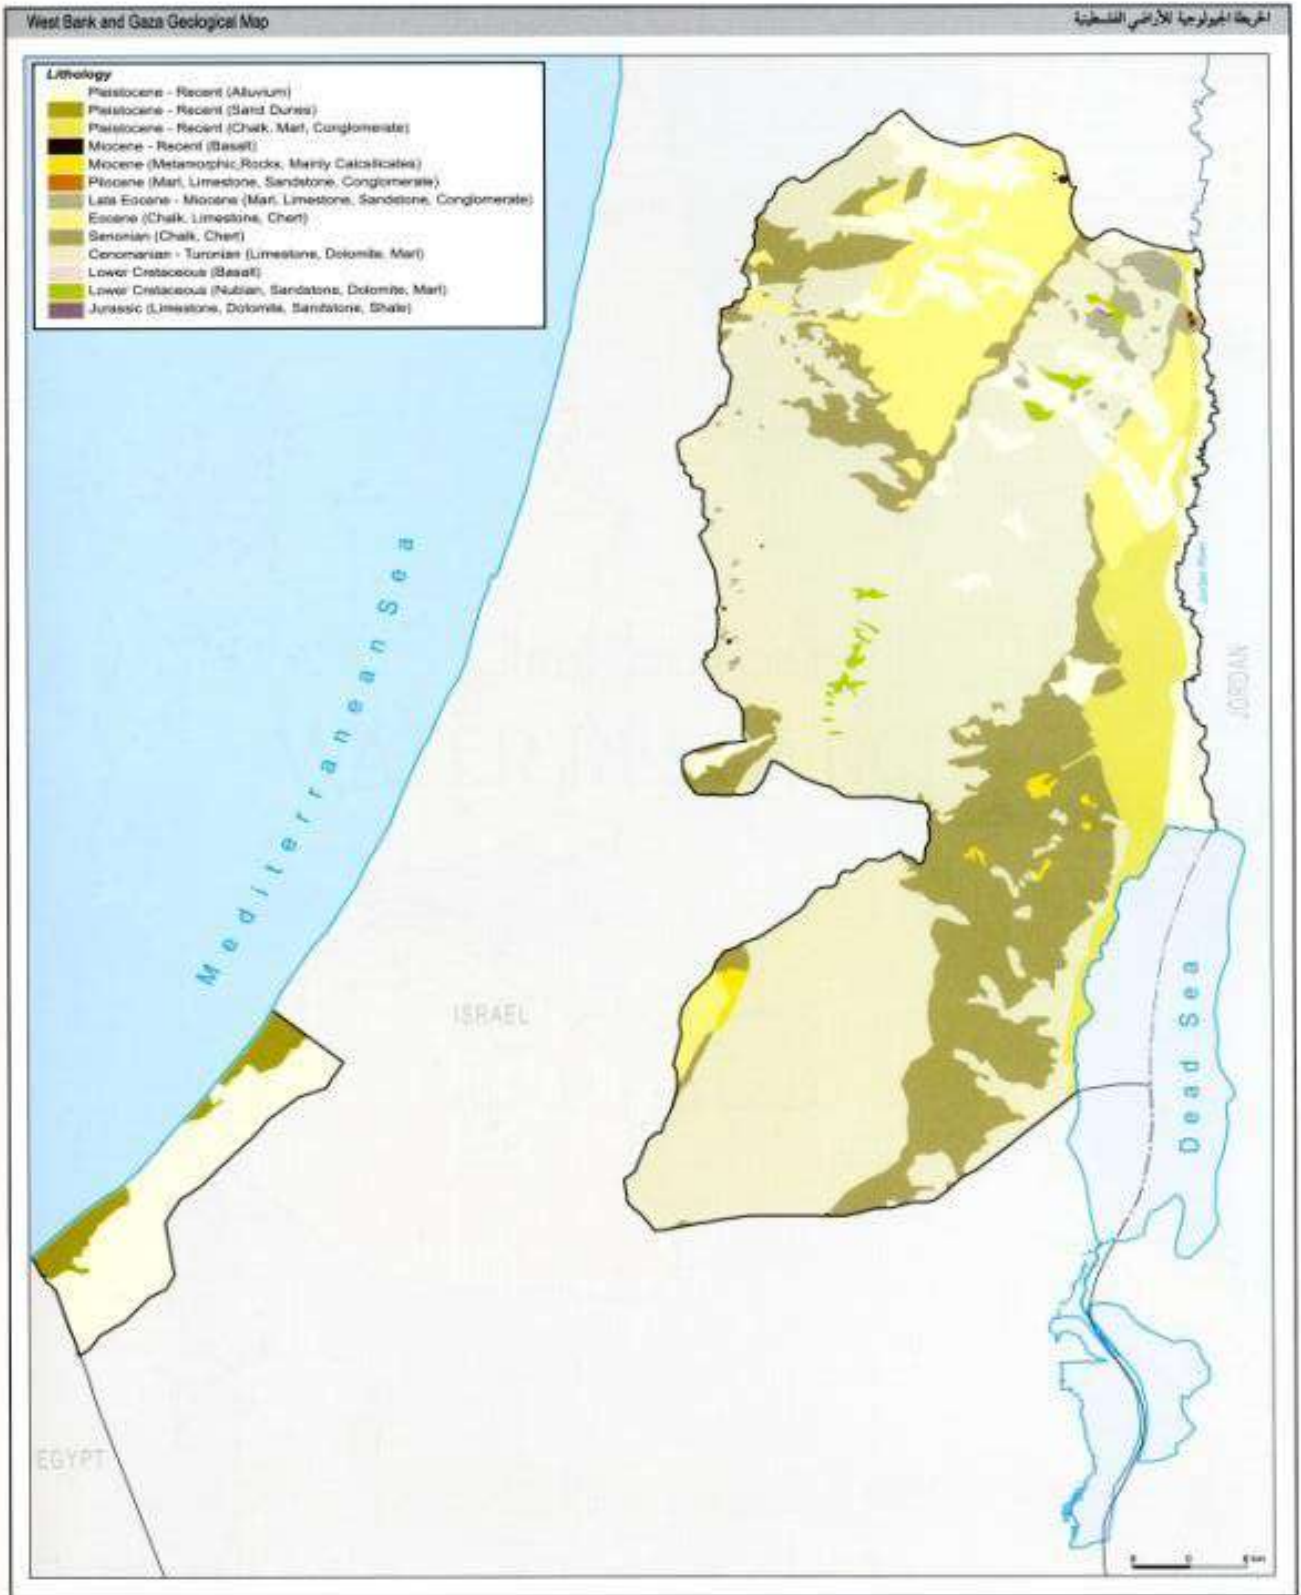 West Bank and Gaza Geological Map
الخريطة الجيولوجية للأراضي الفلسطينية
Lithology
Pleistocene - Recent (Alluvium)
Pleistocene - Recent (Sand Dunes)
Pleistocene - Recent (Chalk, Marl, Conglomerate)
Miocene - Recent (Basalt)
Miocene (Metamorphic Rocks, Mainly Calcsilicates)
Pliocene (Marl, Limestone, Sandstone, Conglomerate)
Late Eocene - Miocene (Marl, Limestone, Sandstone, Conglomerate)
Eocene (Chalk, Limestone, Chert)
Senonian (Chalk, Chert)
Cenomanian - Turonian (Limestone, Dolomite, Marl)
Lower Cretaceous (Basalt)
Lower Cretaceous (Nubian, Sandstone, Dolomite, Marl)
Jurassic (Limestone, Dolomite, Sandstone, Shale)
Mediterranean Sea
Jordan River
JORDAN
ISRAEL
Dead Sea
EGYPT
km